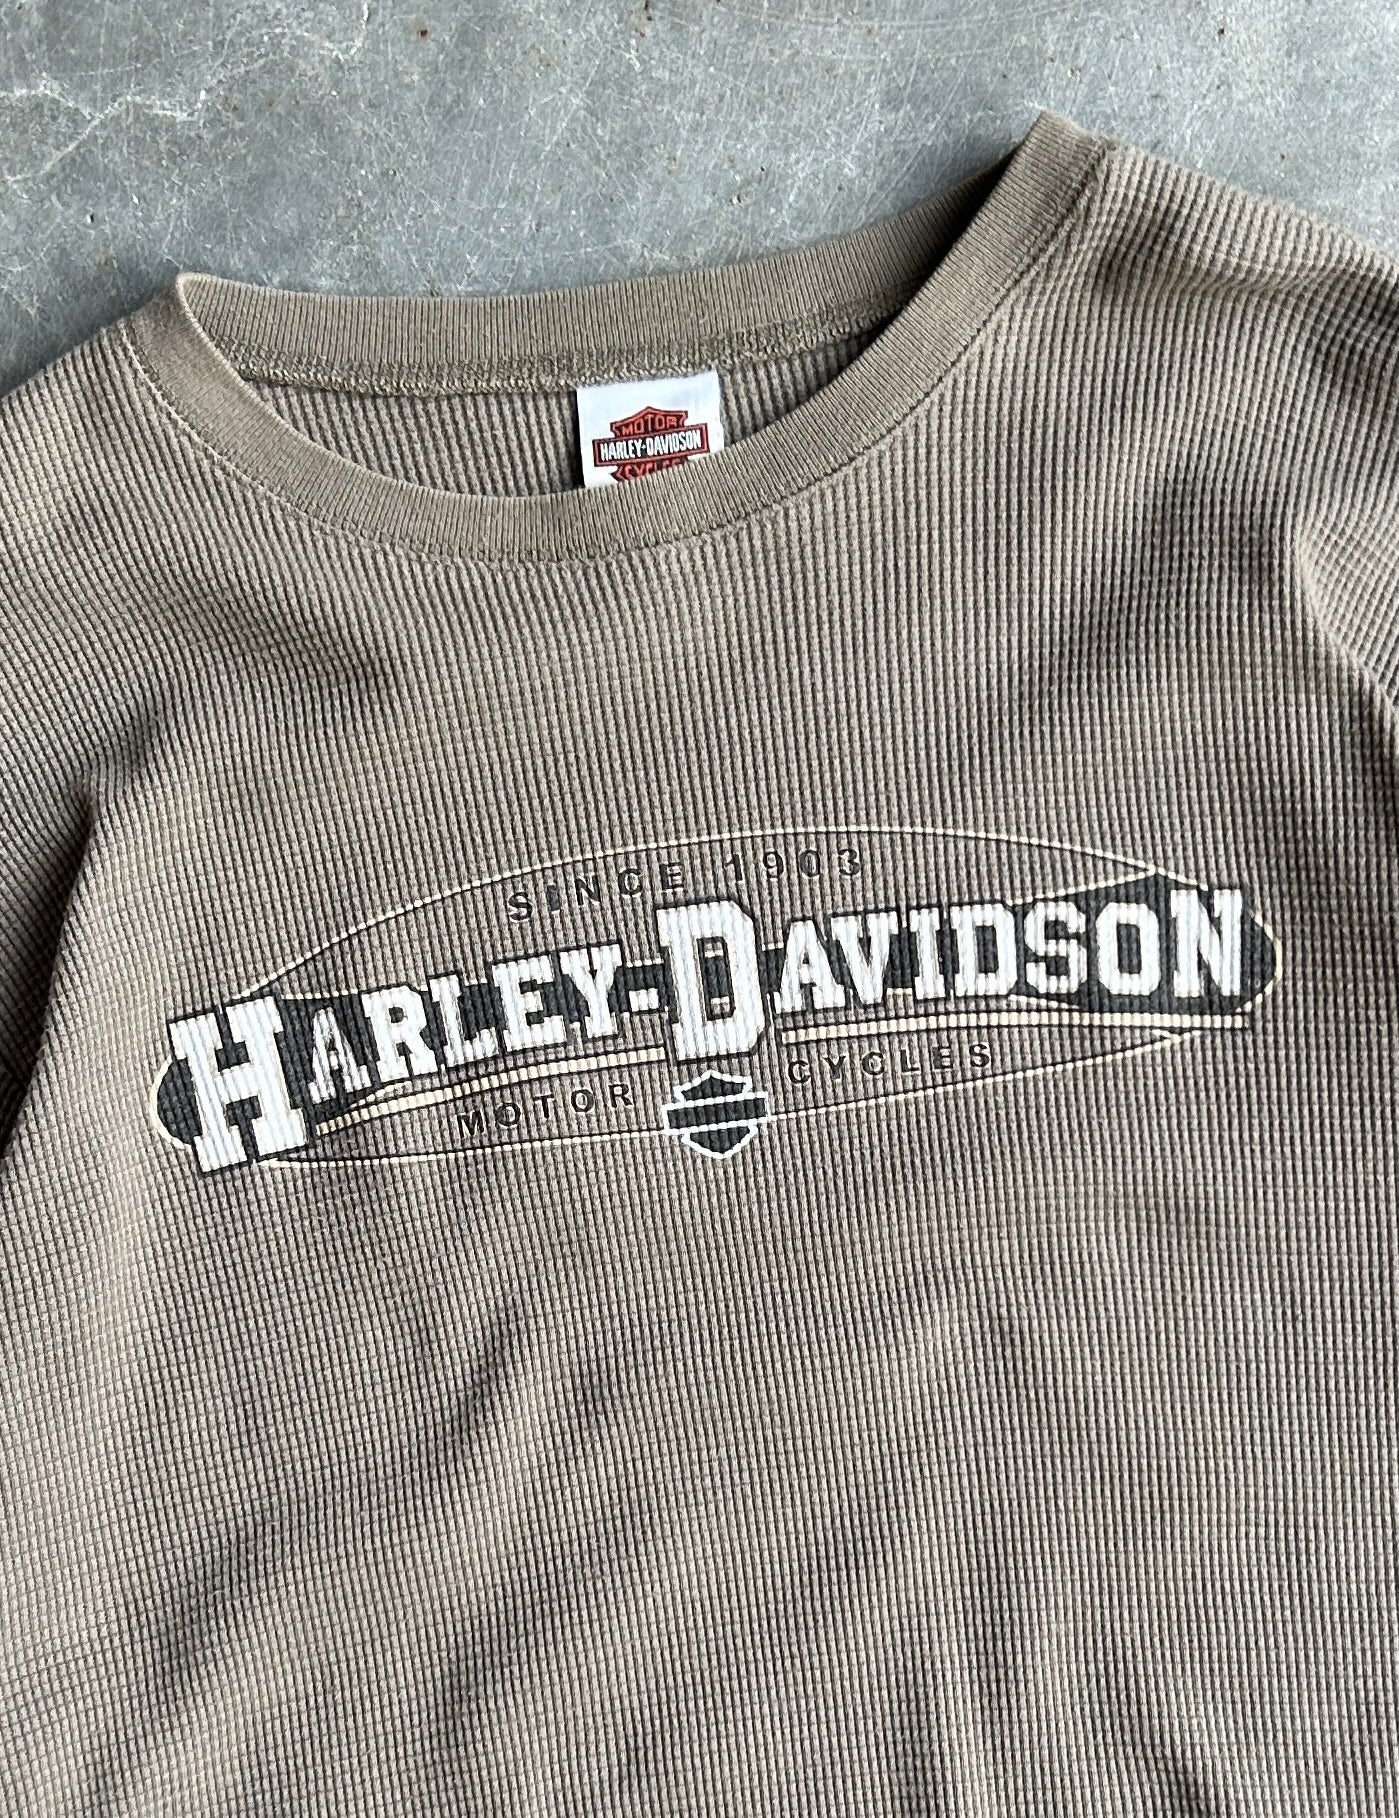 MOTOR
HARLEY-DAVIDSON
CYCLES
SINCE 1903
HARLEY-DAVIDSON
MOTOR CYCLES